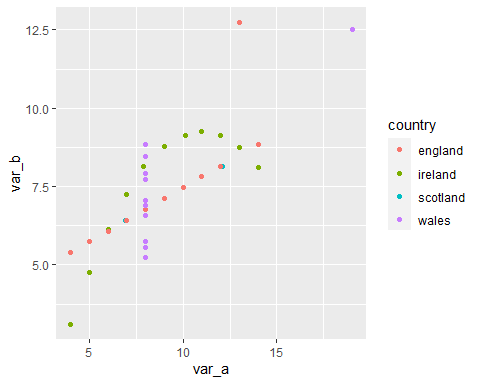 12.5
10.0
7.5
5.0
var_b
5
10
15
var_a
country
england
ireland
scotland
wales